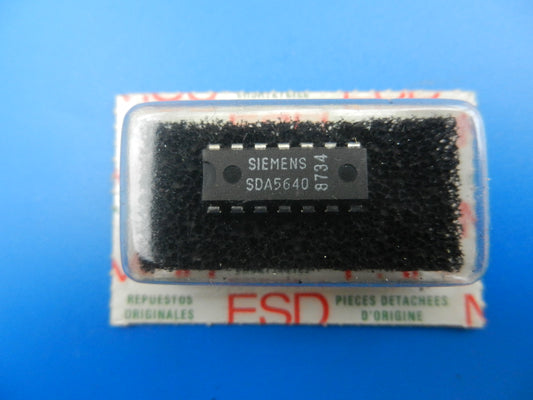 SIEMENS
SDA5640
8734
REPUESTOS
ORIGINALES
ESD
PIECES DETACHEES
D'ORIGINE